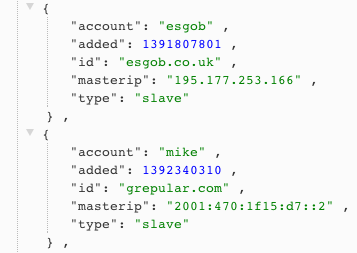 {
"account": "esgob" ,
"added": 1391807801 ,
"id": "esgob.co.uk" ,
"masterip": "195.177.253.166" ,
"type": "slave"
} ,
{
"account": "mike" ,
"added": 1392340310 ,
"id": "grepular.com" ,
"masterip": "2001:470:1f15:d7::2" ,
"type": "slave"
} ,